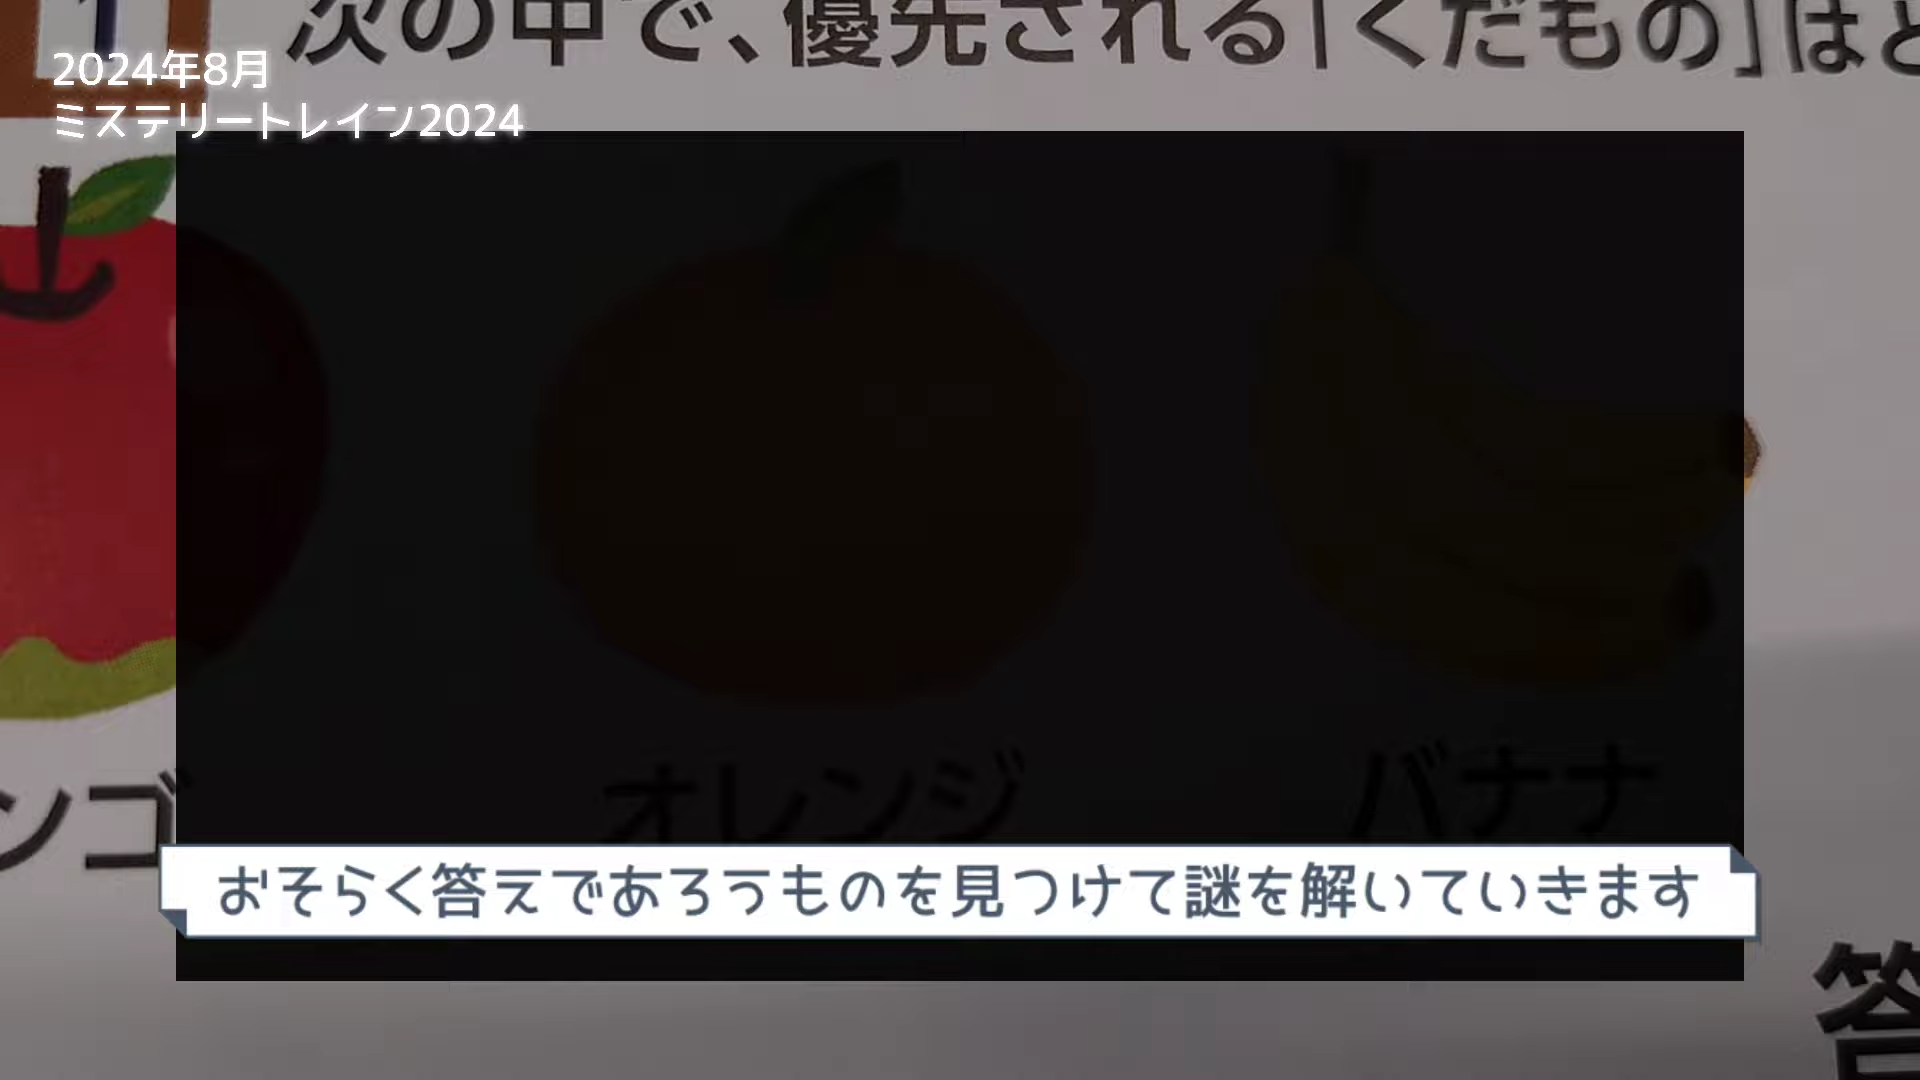 1 次の中で、優先される「くだもの」はと
2024年8月
ミステリートレイン2024
ンゴ オレンジ バナナ
おそらく答えであろうものを見つけて謎を解いていきます
答